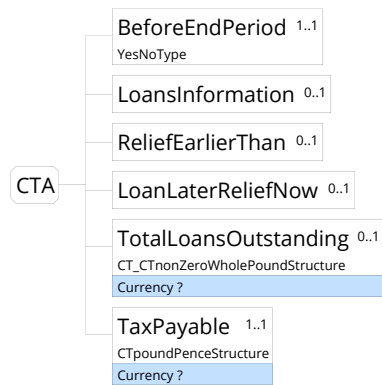 BeforeEndPeriod 1..1
YesNoType
LoansInformation 0..1
ReliefEarlierThan 0..1
CTA
LoanLaterReliefNow 0..1
TotalLoansOutstanding 0..1
CT_CTnonZeroWholePoundStructure
Currency ?
TaxPayable 1..1
CTpoundPenceStructure
Currency ?